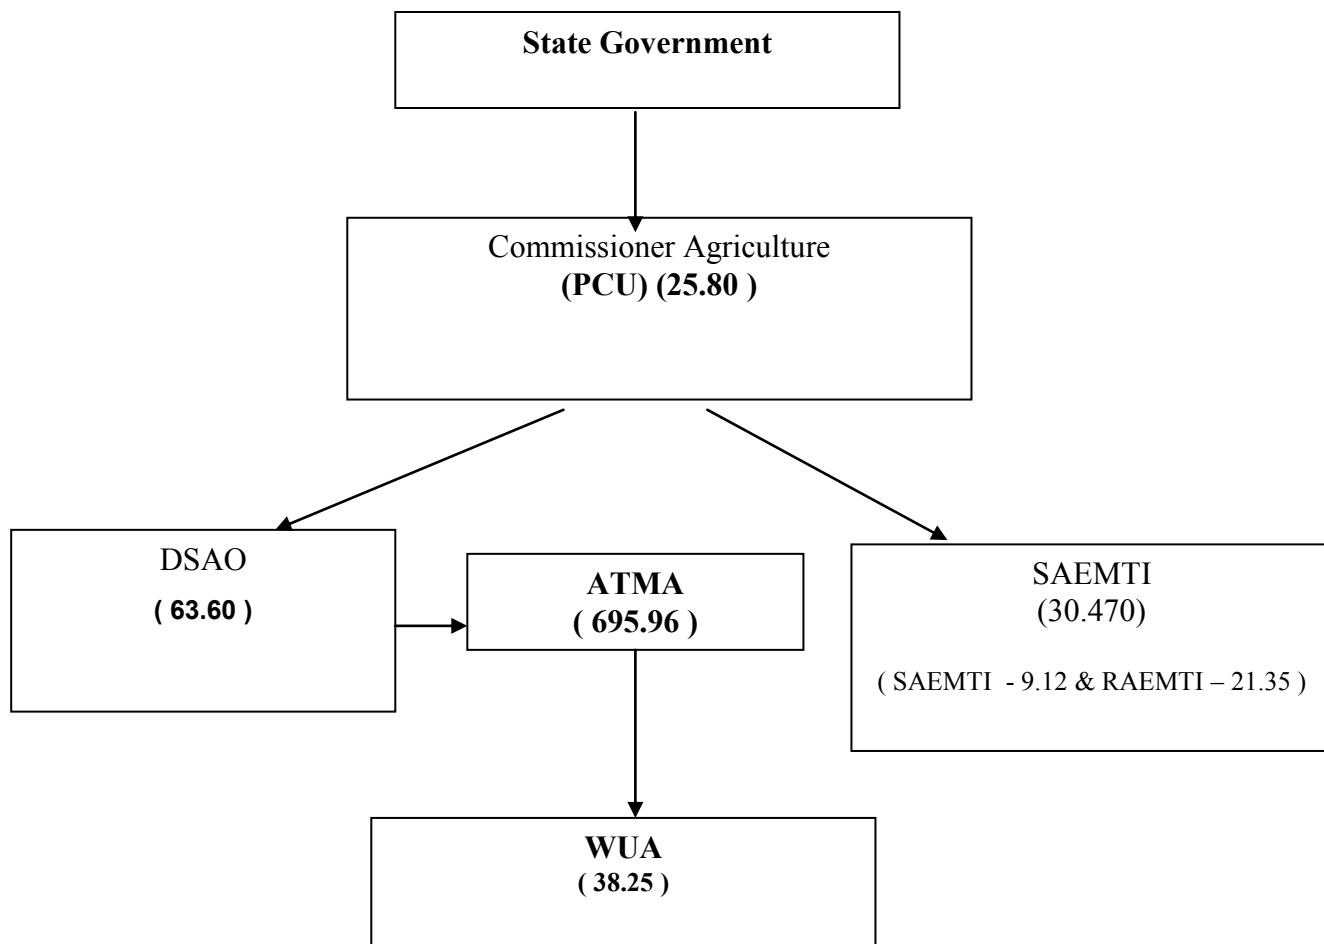 State Government
Commissioner Agriculture
(PCU) (25.80 )
DSAO
( 63.60 )
ATMA
( 695.96 )
SAEMTI
(30.470)
( SAEMTI - 9.12 & RAEMTI – 21.35 )
WUA
( 38.25 )